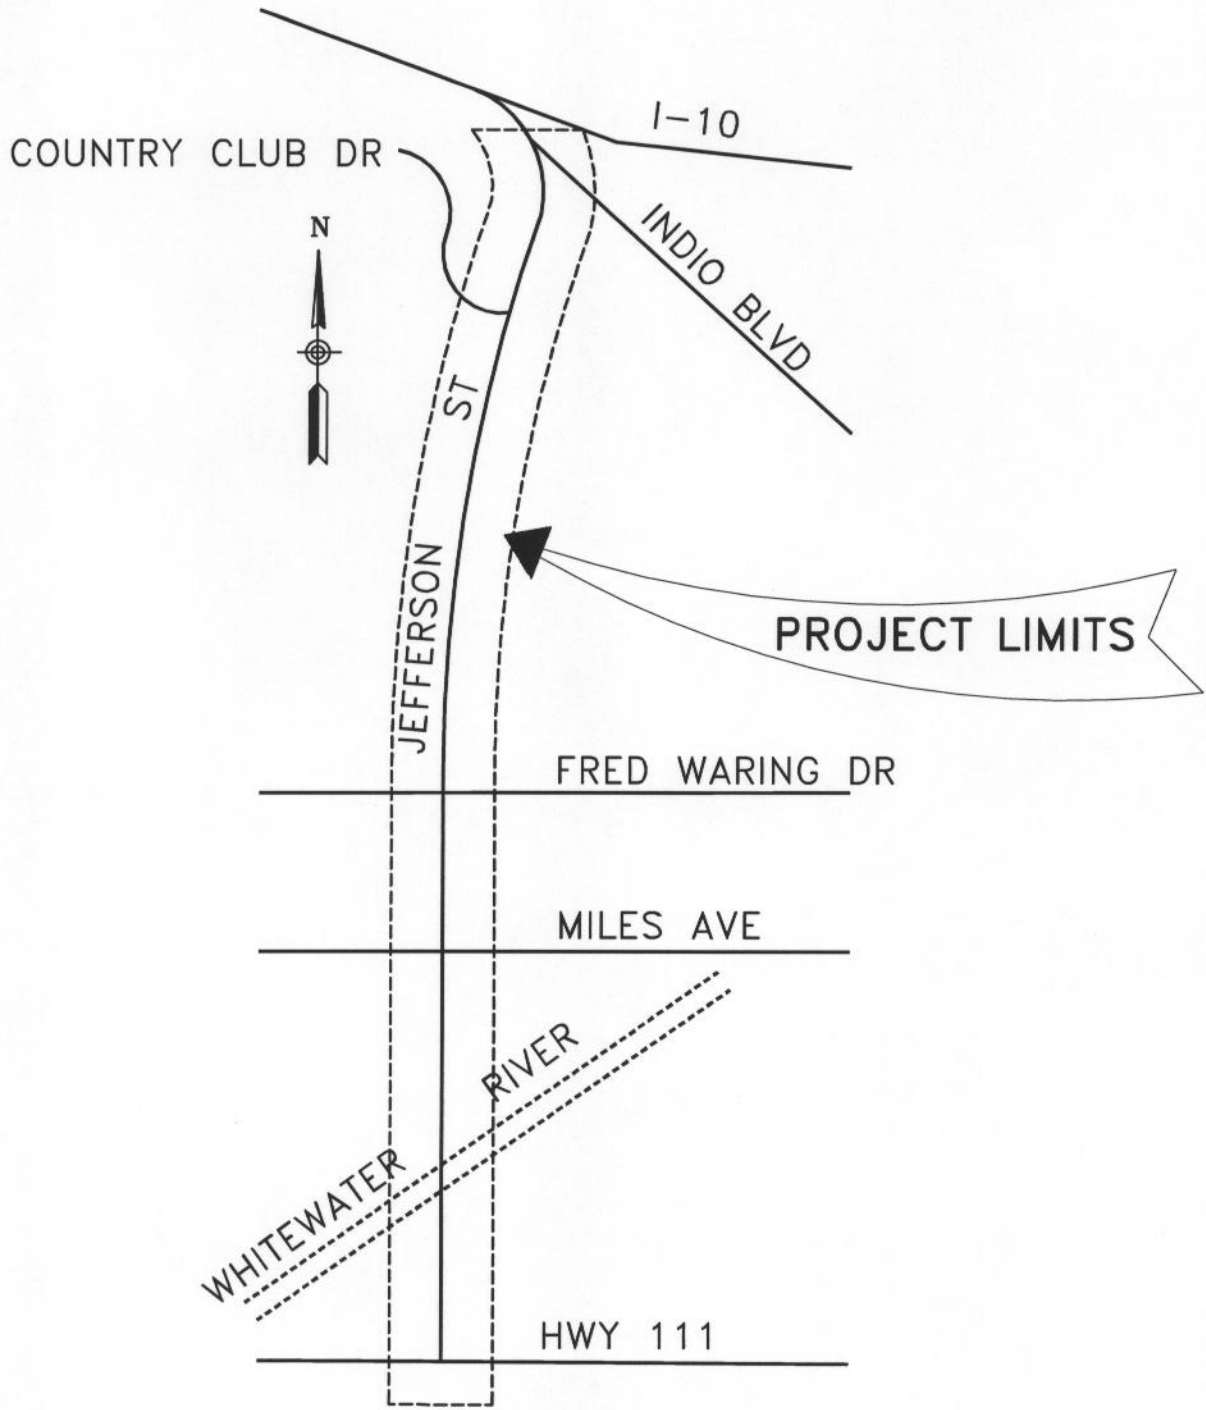 I-10
COUNTRY CLUB DR
N
INDIO BLVD
JEFFERSON ST
PROJECT LIMITS
FRED WARING DR
MILES AVE
WHITEWATER RIVER
HWY 111